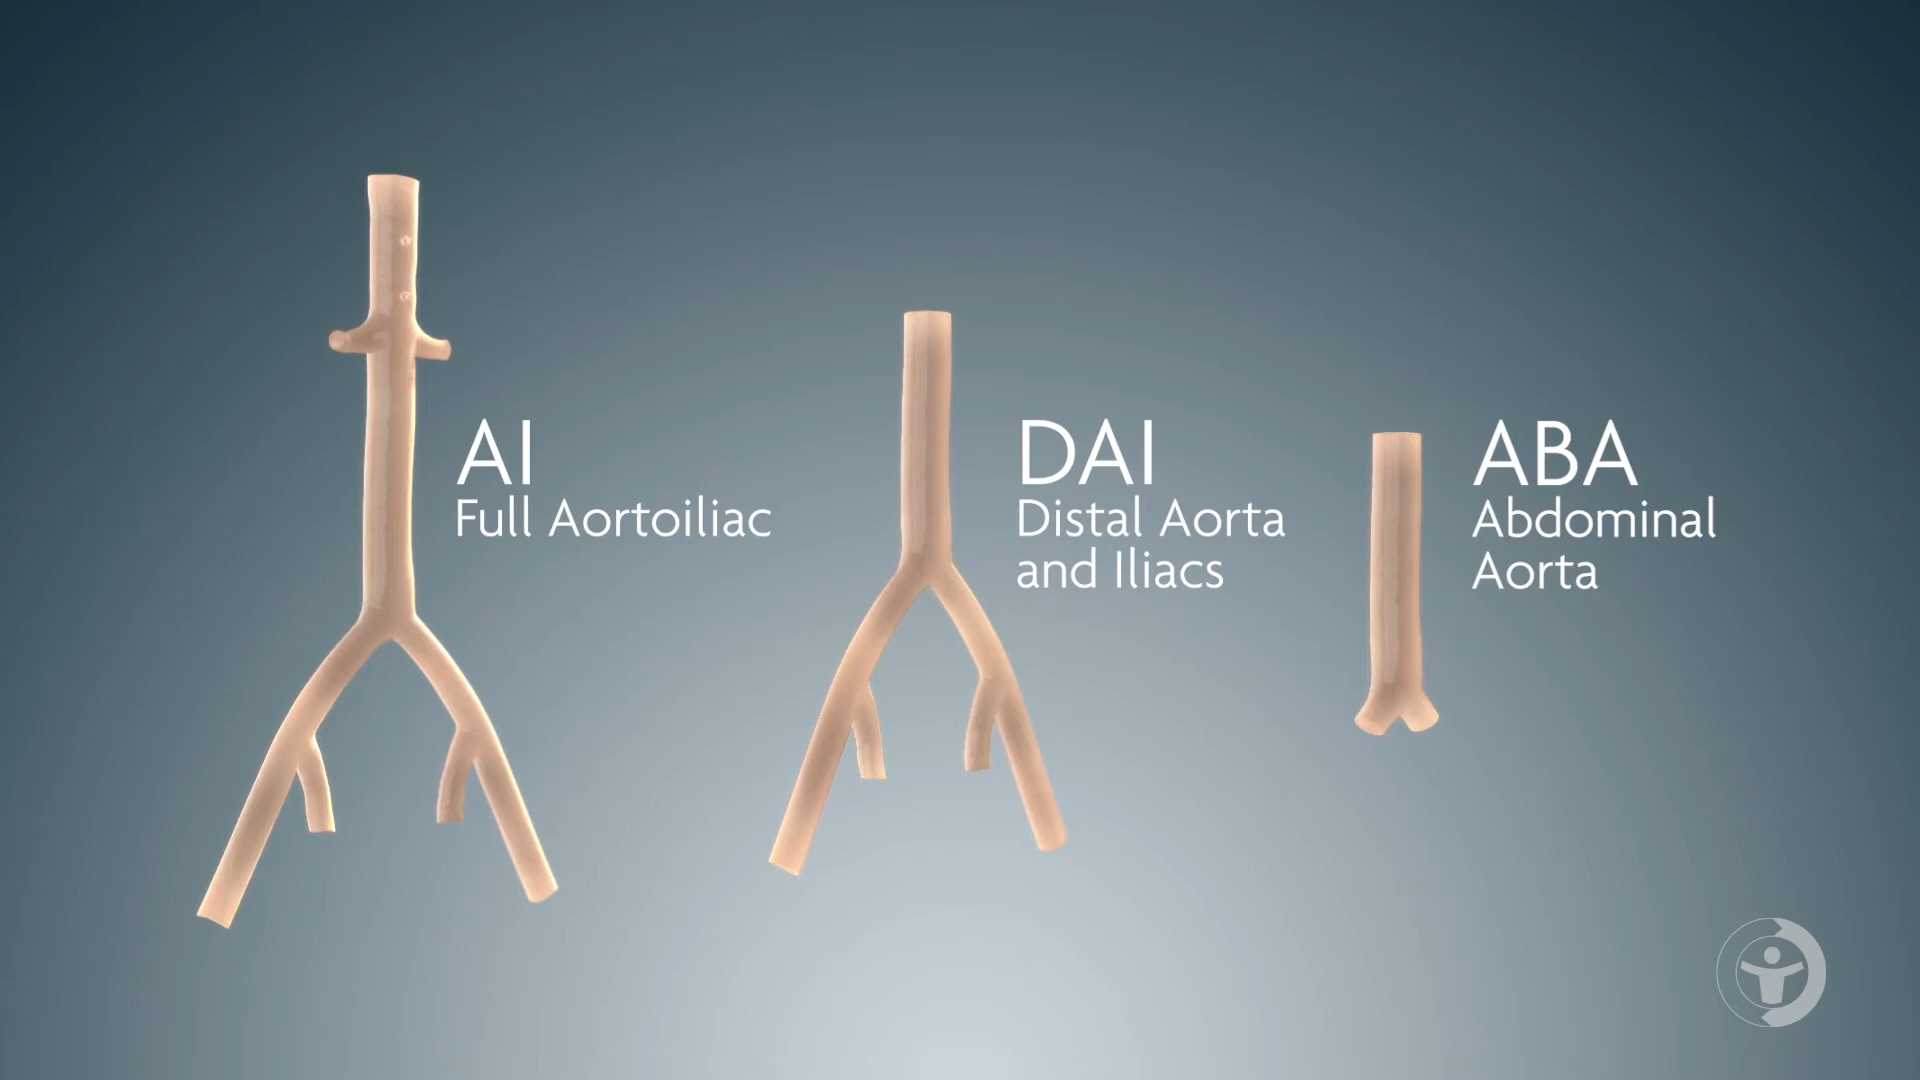 AI
Full Aortoiliac
DAI
Distal Aorta
and Iliacs
ABA
Abdominal
Aorta